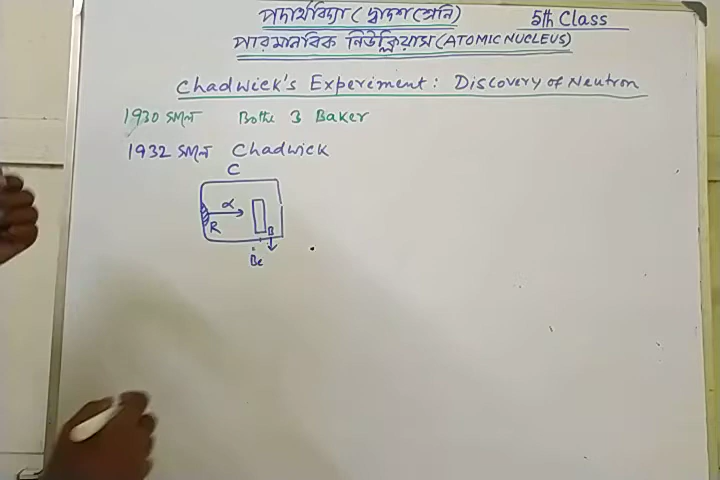 পদার্থবিদ্যা (দ্বাদশ শ্রেনি) 5th Class
পারমানবিক নিউক্লিয়াস (ATOMIC NUCLEUS)
Chadwick's Experiment: Discovery of Neutron
1930 সালে Bothe ও Baker
1932 সালে Chadwick
C
α
R
B
Be